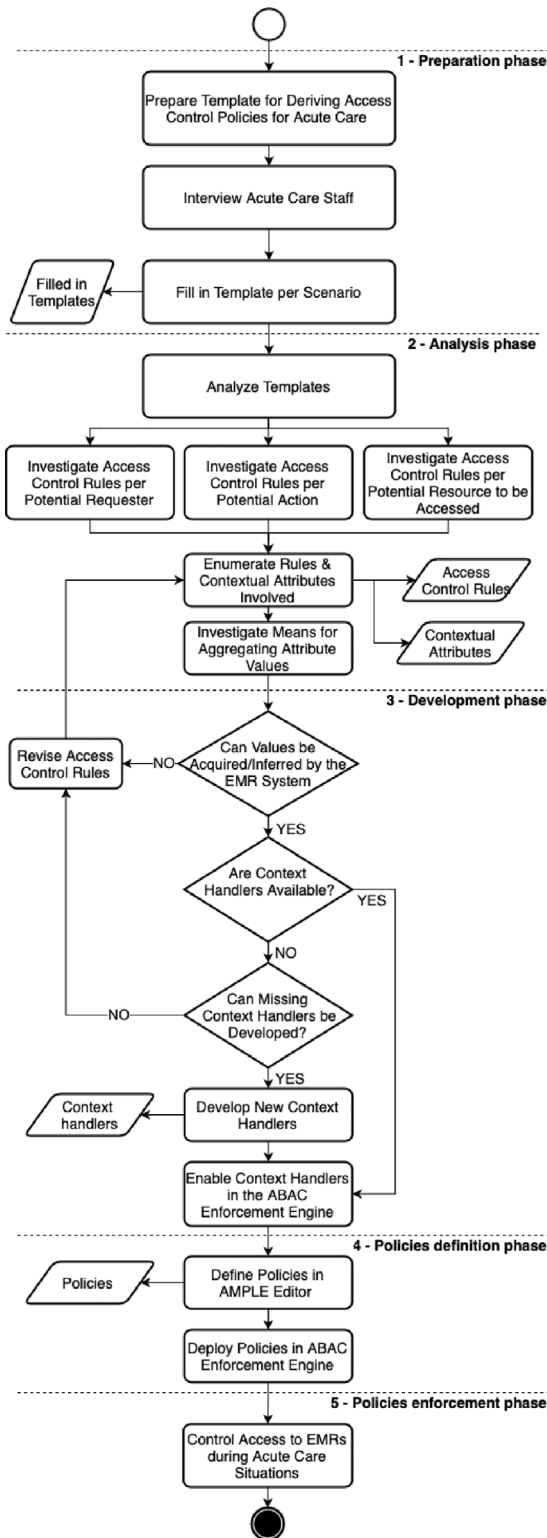 1 - Preparation phase
Prepare Template for Deriving Access
Control Policies for Acute Care
Interview Acute Care Staff
Filled in
Templates
Fill in Template per Scenario
2 - Analysis phase
Analyze Templates
Investigate Access
Control Rules per
Potential Requester
Investigate Access
Control Rules per
Potential Action
Investigate Access
Control Rules per
Potential Resource to be
Accessed
Enumerate Rules &
Contextual Attributes
Involved
Access
Control Rules
Investigate Means for
Aggregating Attribute
Values
Contextual
Attributes
3 - Development phase
Revise Access
Control Rules
NO
Can Values be
Acquired/Inferred by the
EMR System
YES
Are Context
Handlers Available?
YES
NO
Can Missing
Context Handlers be
Developed?
NO
YES
Context
handlers
Develop New Context
Handlers
Enable Context Handlers
in the ABAC
Enforcement Engine
4 - Policies definition phase
Policies
Define Policies in
AMPLE Editor
Deploy Policies in ABAC
Enforcement Engine
5 - Policies enforcement phase
Control Access to EMRs
during Acute Care
Situations